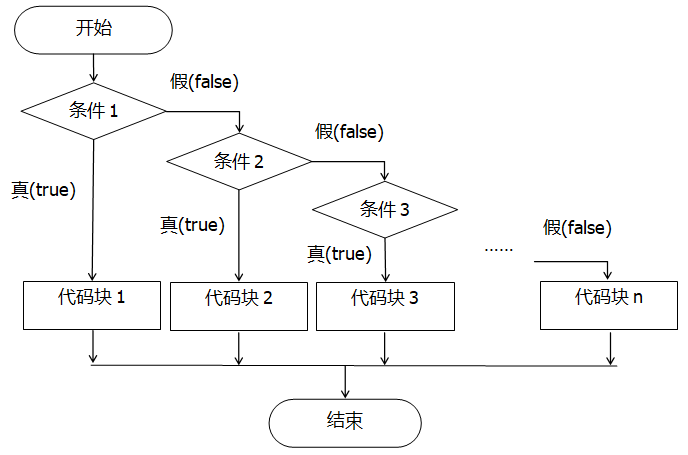 开始
假(false)
条件 1
假(false)
条件 2
真(true)
条件 3
真(true)
假(false)
真(true)
……
代码块 1
代码块 2
代码块 3
代码块 n
结束